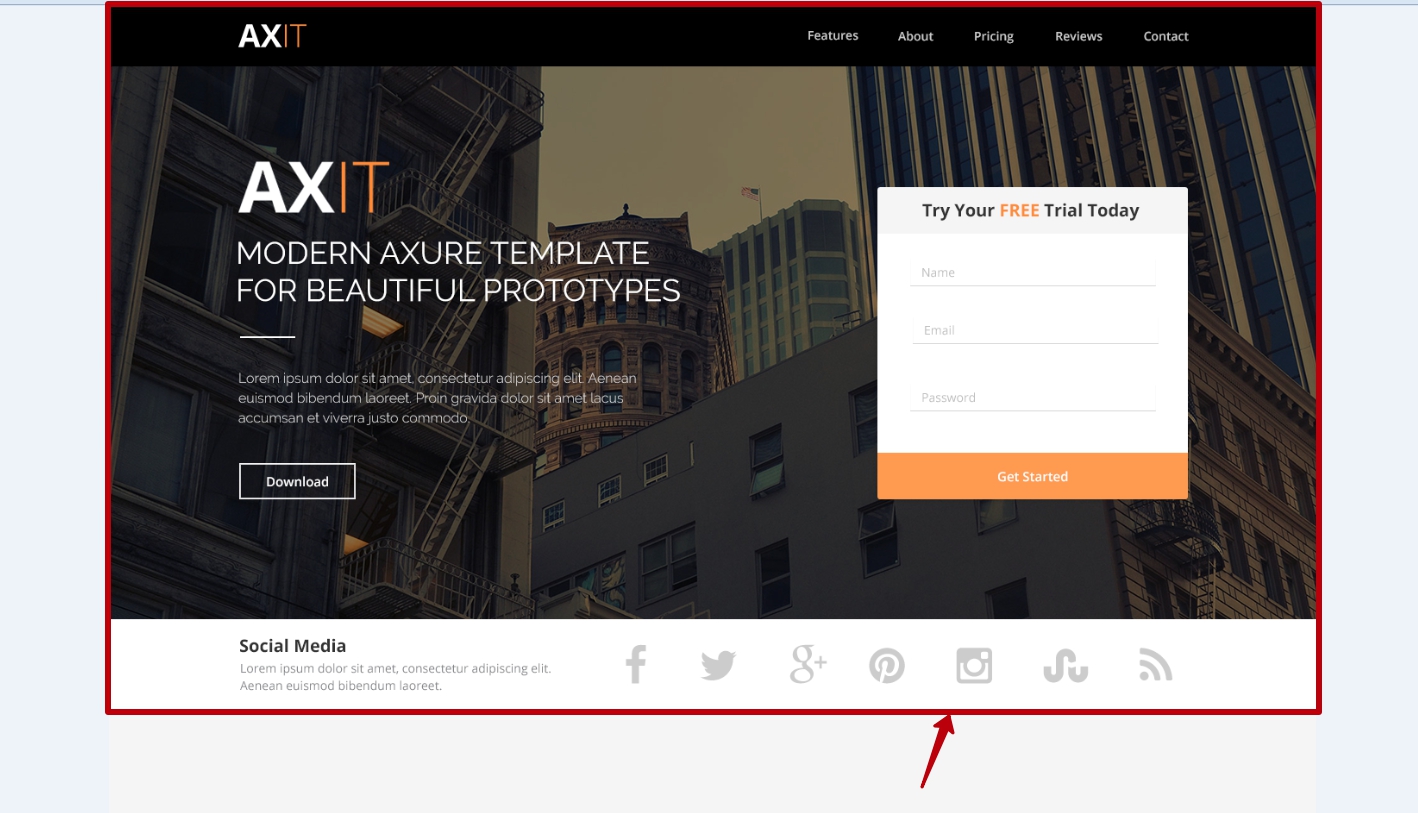 AXIT
Features About Pricing Reviews Contact
AXIT
MODERN AXURE TEMPLATE
FOR BEAUTIFUL PROTOTYPES
Lorem ipsum dolor sit amet, consectetur adipiscing elit. Aenean
euismod bibendum laoreet. Proin gravida dolor sit amet lacus
accumsan et viverra justo commodo.
Download
Try Your FREE Trial Today
Name
Email
Password
Get Started
Social Media
Lorem ipsum dolor sit amet, consectetur adipiscing elit.
Aenean euismod bibendum laoreet.